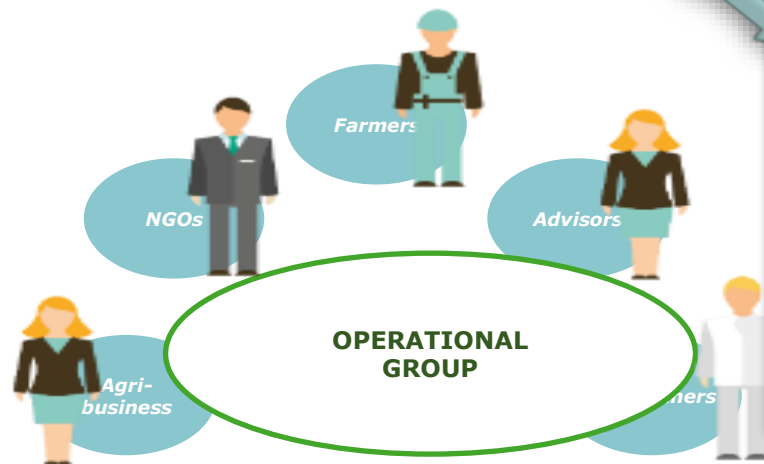 Farmers
NGOs
Advisors
OPERATIONAL
GROUP
Agri-
business